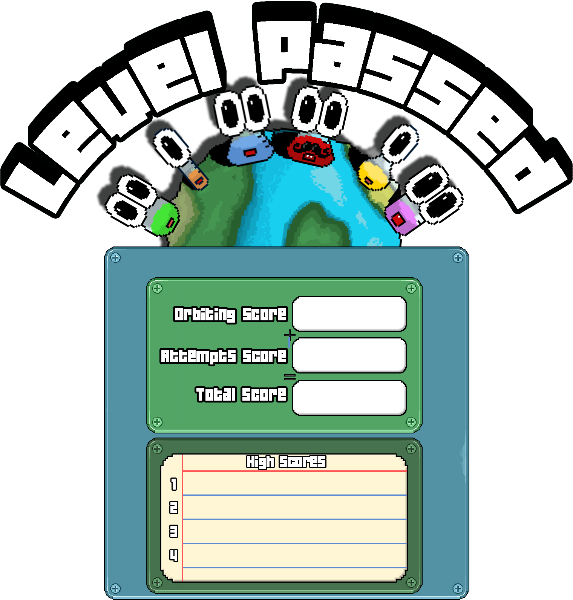 Level Passed
Orbiting Score
+
Attempts Score
=
Total Score
High Scores
1
2
3
4